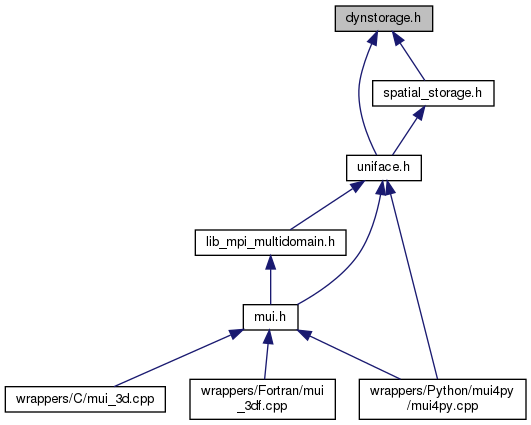 dynstorage.h
spatial_storage.h
uniface.h
lib_mpi_multidomain.h
mui.h
wrappers/C/mui_3d.cpp
wrappers/Fortran/mui
_3df.cpp
wrappers/Python/mui4py
/mui4py.cpp